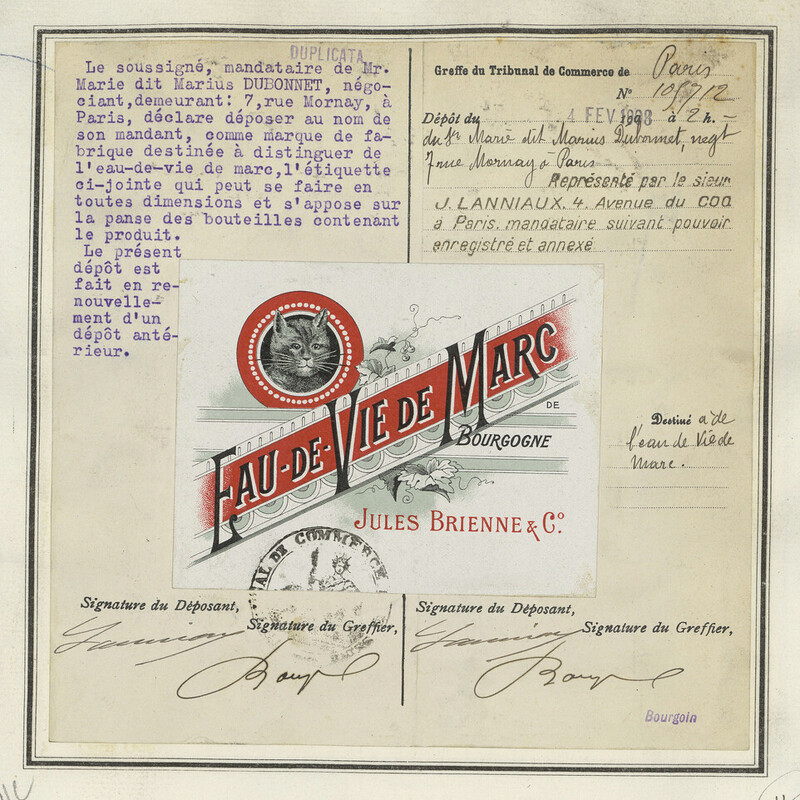 DUPLICATA
Le soussigné, mandataire de Mr.
Marie dit Marius DUBONNET, négo-
ciant,demeurant: 7,rue Mornay, à
Paris, déclare déposer au nom de
son mandant, comme marque de fa-
brique destinée à distinguer de
l'eau-de-vie de marc,l'étiquette
ci-jointe qui peut se faire en
toutes dimensions et s'appose sur
la panse des bouteilles contenant
le produit.
Le présent
dépôt est
fait en re-
nouvelle-
ment d'un
dépôt anté-
rieur.
Greffe du Tribunal de Commerce de Paris
N° 105712
Dépôt du 4 FEV à 2 h. -
du Sr Marie dit Marius Dubonnet, negt
7 rue Mornay à Paris
Représenté par le sieur
J. LANNIAUX. 4. Avenue du COQ
à Paris. mandataire suivant pouvoir
enregistré et annexé
EAU-DE-VIE DE MARC
DE
BOURGOGNE
JULES BRIENNE & Co.
Destiné à de
l'eau de Vie de
Marc.
AL DE COMMERCE
Signature du Déposant,
Signature du Greffier,
Signature du Déposant,
Signature du Greffier,
Bourgoin